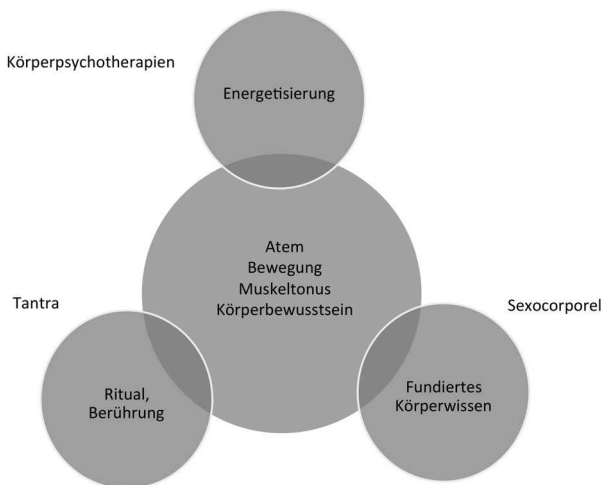 Körperpsychotherapien
Energetisierung
Atem
Bewegung
Muskeltonus
Körperbewusstsein
Tantra
Sexocorporel
Ritual,
Berührung
Fundiertes
Körperwissen